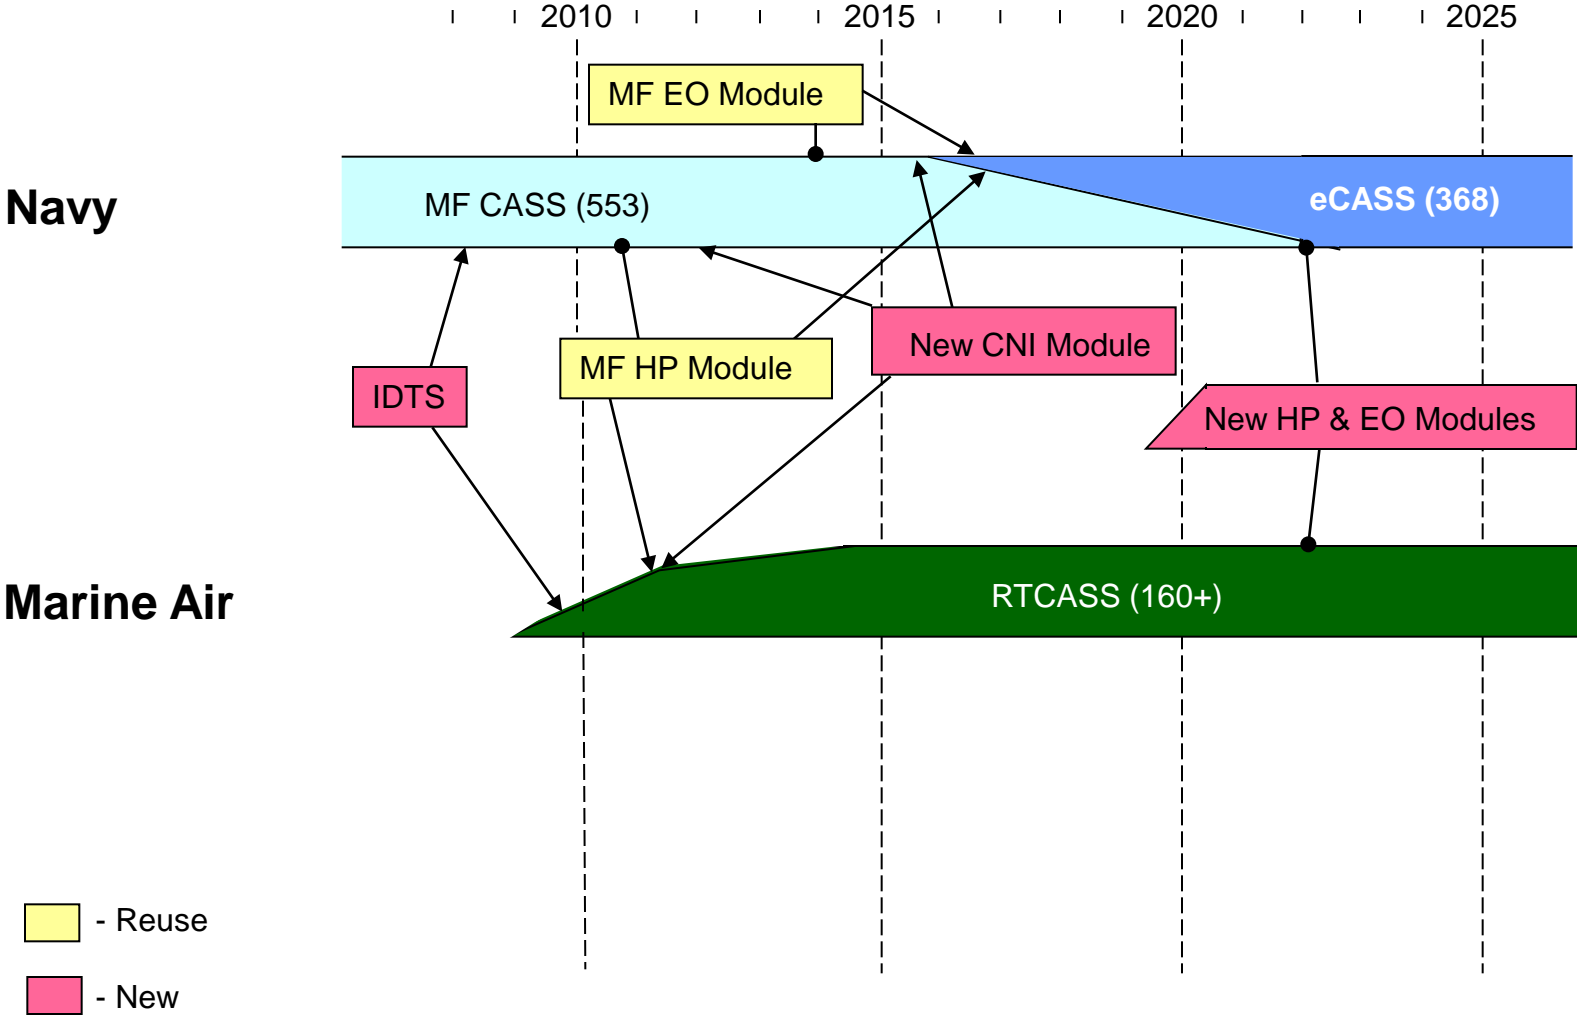 2010 2015 2020 2025
MF EO Module
Navy
MF CASS (553)
eCASS (368)
New CNI Module
MF HP Module
IDTS
New HP & EO Modules
Marine Air
RTCASS (160+)
- Reuse
- New